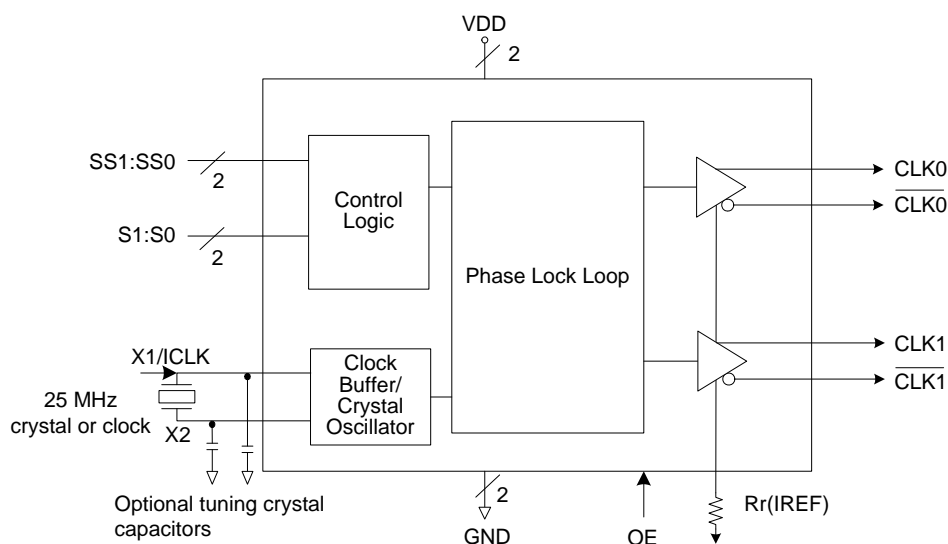 VDD
2
SS1:SS0
2
S1:S0
2
Control
Logic
Phase Lock Loop
CLK0
CLK0
X1/ICLK
25 MHz
crystal or clock
X2
Clock
Buffer/
Crystal
Oscillator
CLK1
CLK1
Optional tuning crystal
capacitors
2
GND
OE
Rr(IREF)